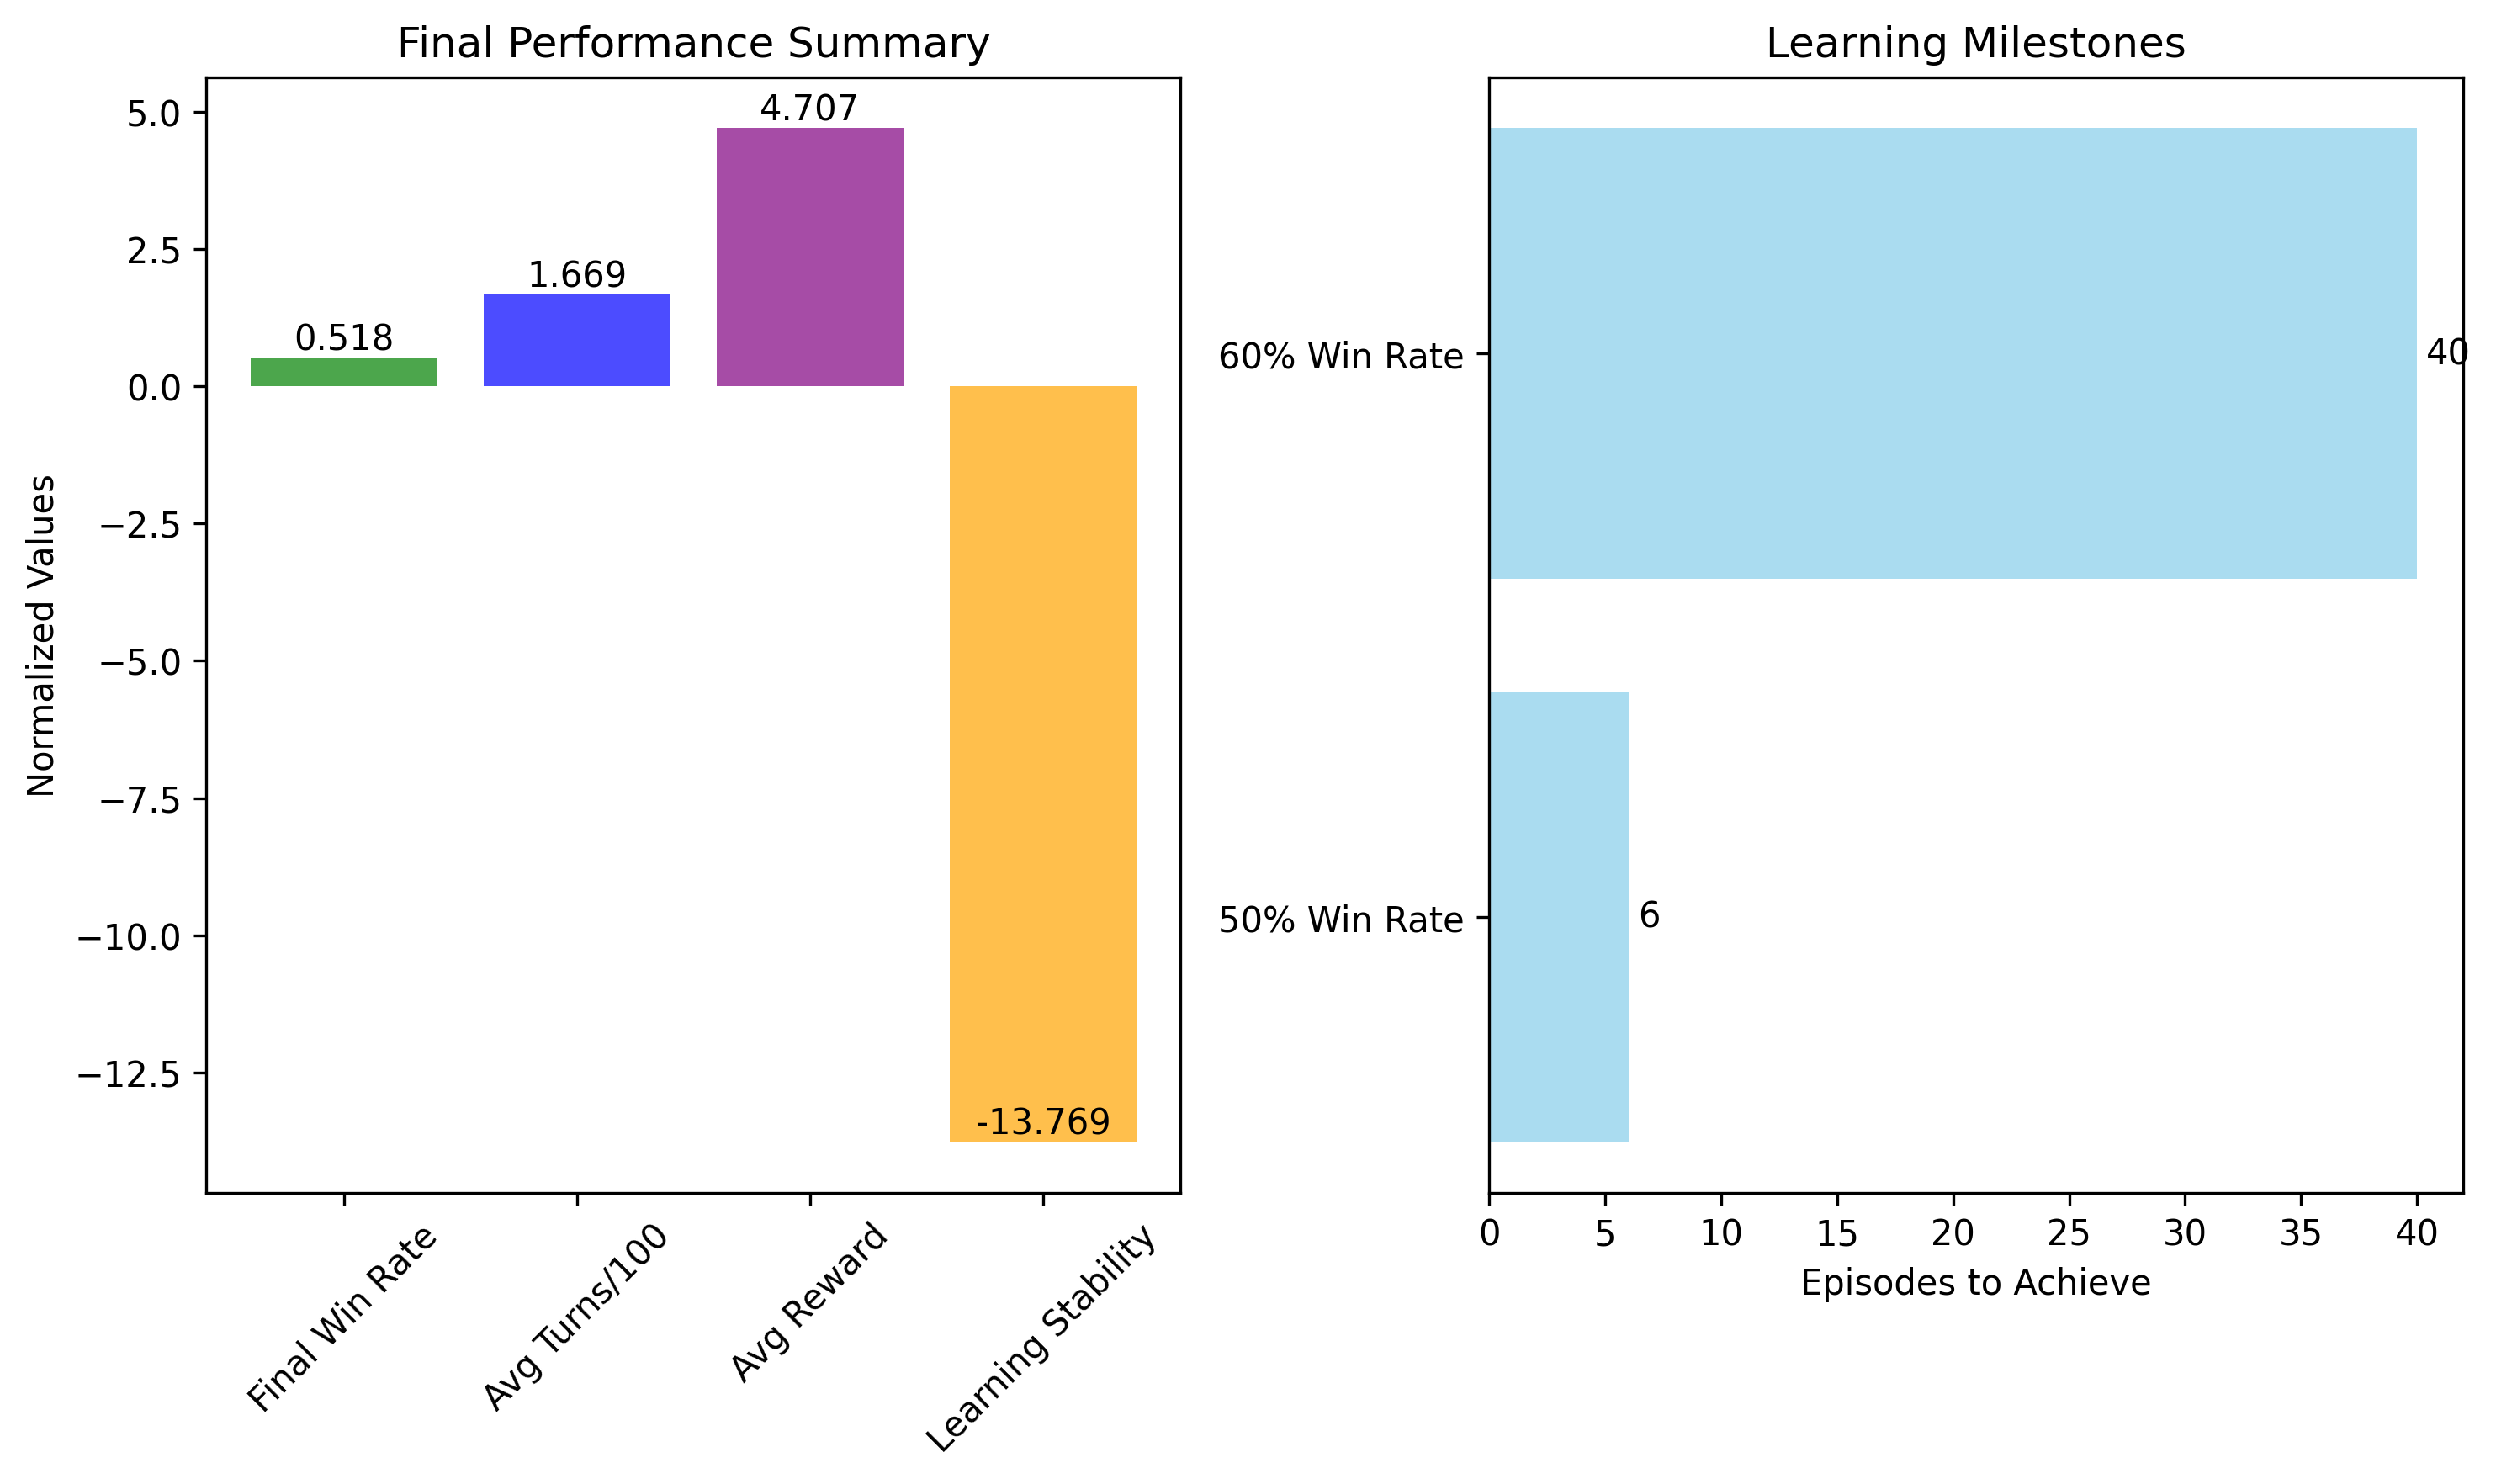 Final Performance Summary
5.0
2.5
0.0
−2.5
−5.0
−7.5
−10.0
−12.5
Normalized Values
0.518
1.669
4.707
-13.769
Final Win Rate
Avg Turns/100
Avg Reward
Learning Stability
Learning Milestones
60% Win Rate
50% Win Rate
40
6
0 5 10 15 20 25 30 35 40
Episodes to Achieve